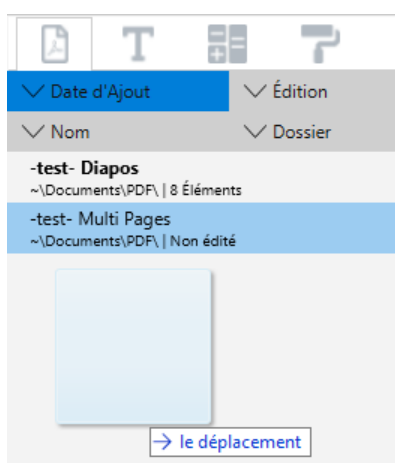 T
Date d'Ajout
Édition
Nom
Dossier
-test- Diapos
~\Documents\PDF\ | 8 Éléments
-test- Multi Pages
~\Documents\PDF\ | Non édité
→ le déplacement